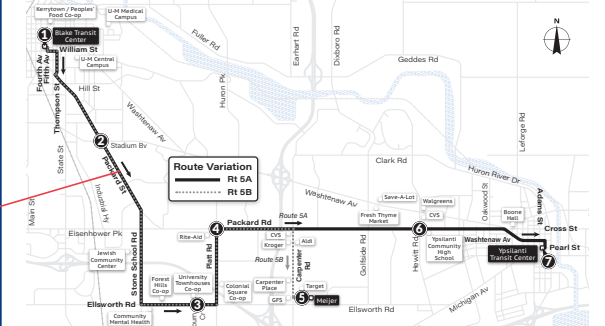 Kerrytown / Peoples'
Food Co-op
U-M Medical
Campus
1
Blake Transit
Center
William St
U-M Central
Campus
Fourth Av
Fifth Av
Thompson St
Hill St
Fuller Rd
Huron Pk
Earhart Rd
Dixboro Rd
Geddes Rd
N
Leforge Rd
Washtenaw Av
2
Stadium Bv
Packard St
State St
Industrial Hy
Main St
Route Variation
Rt 5A
Rt 5B
Clark Rd
Huron River Dr
Washtenaw Av
Save-A-Lot
Walgreens
Oakwood St
Adams St
Fresh Thyme
Market
CVS
Boone
Hall
Cross St
Eisenhower Pk
Rite-Aid
4
Packard Rd
Route 5A
CVS
Kroger
Aldi
6
Ypsilanti
Community
High
School
Washtenaw Av
Ypsilanti
Transit Center
Pearl St
7
Jewish
Community
Center
Stone School Rd
Platt Rd
Route 5B
Carpenter
Rd
Golfside Rd
Hewitt Rd
Forest
Hills
Co-op
University
Townhouses
Co-op
Colonial
Square
Co-op
Carpenter
Place
GFS
Target
5
Meijer
Michigan Av
Ellsworth Rd
3
Ellsworth Rd
Community
Mental Health